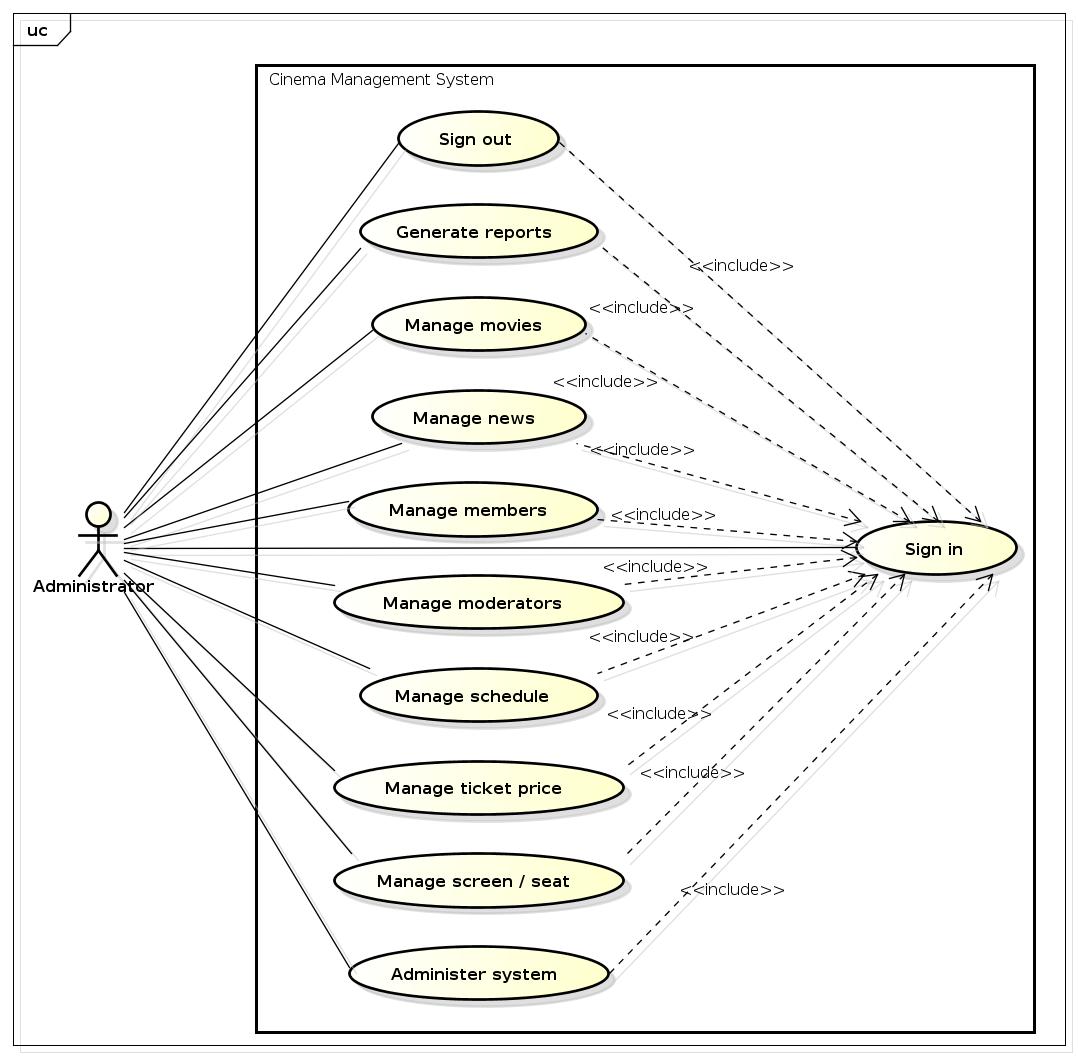 uc
Cinema Management System
Sign out
Generate reports
<<include>>
<<include>>
Manage movies
<<include>>
Manage news
<<include>>
Manage members
<<include>>
Sign in
<<include>>
Administrator
Manage moderators
<<include>>
Manage schedule
<<include>>
<<include>>
Manage ticket price
Manage screen / seat
<<include>>
Administer system